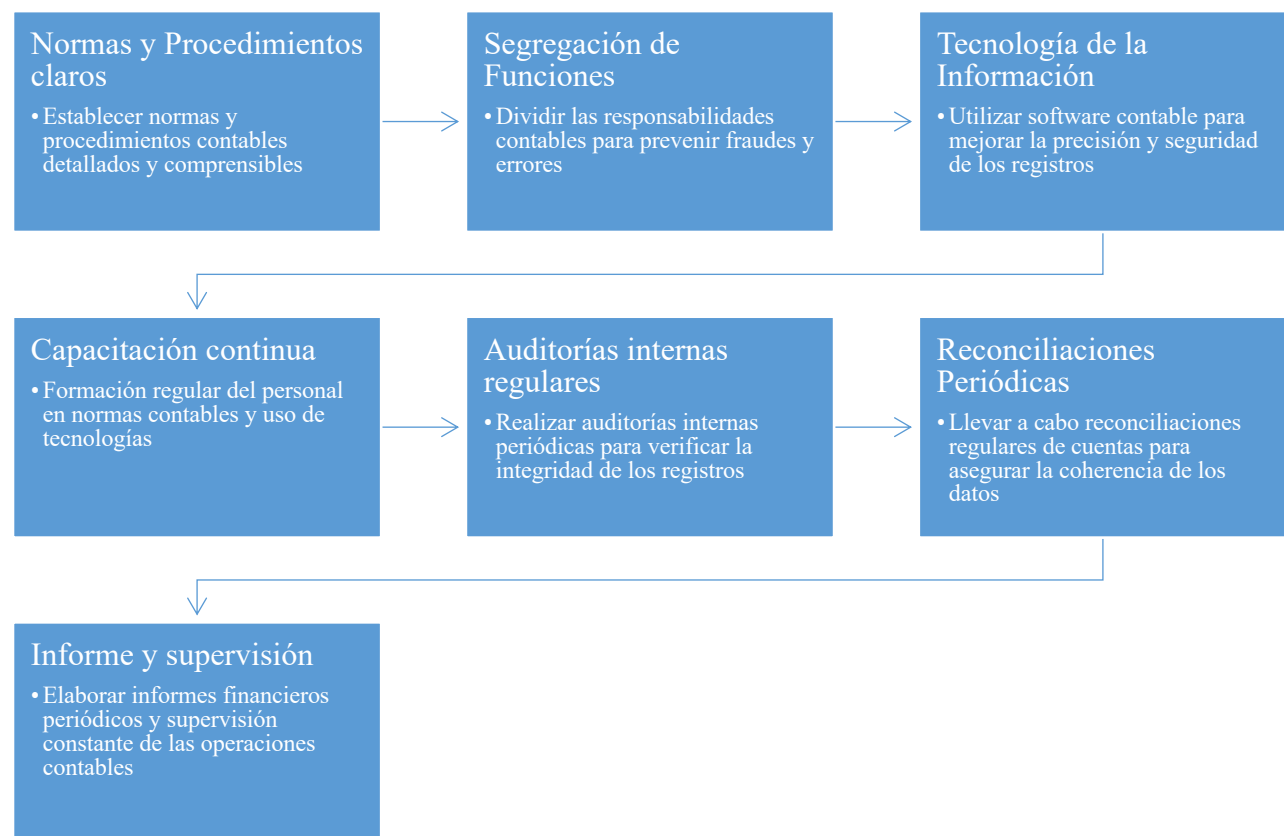 Normas y Procedimientos
claros
• Establecer normas y
procedimientos contables
detallados y comprensibles
Segregación de
Funciones
• Dividir las responsabilidades
contables para prevenir fraudes y
errores
Tecnología de la
Información
• Utilizar software contable para
mejorar la precisión y seguridad
de los registros
Capacitación continua
• Formación regular del personal
en normas contables y uso de
tecnologías
Auditorías internas
regulares
• Realizar auditorías internas
periódicas para verificar la
integridad de los registros
Reconciliaciones
Periódicas
• Llevar a cabo reconciliaciones
regulares de cuentas para
asegurar la coherencia de los
datos
Informe y supervisión
• Elaborar informes financieros
periódicos y supervisión
constante de las operaciones
contables